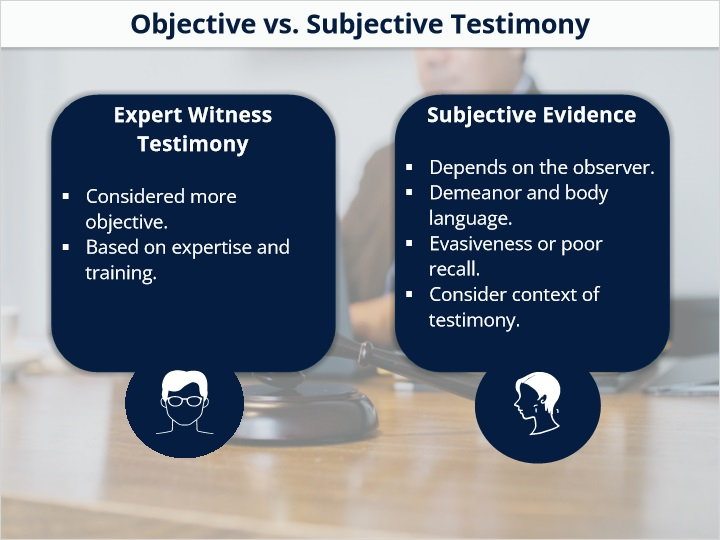 Objective vs. Subjective Testimony
Expert Witness
Testimony
▪ Considered more
objective.
▪ Based on expertise and
training.
Subjective Evidence
▪ Depends on the observer.
▪ Demeanor and body
language.
▪ Evasiveness or poor
recall.
▪ Consider context of
testimony.